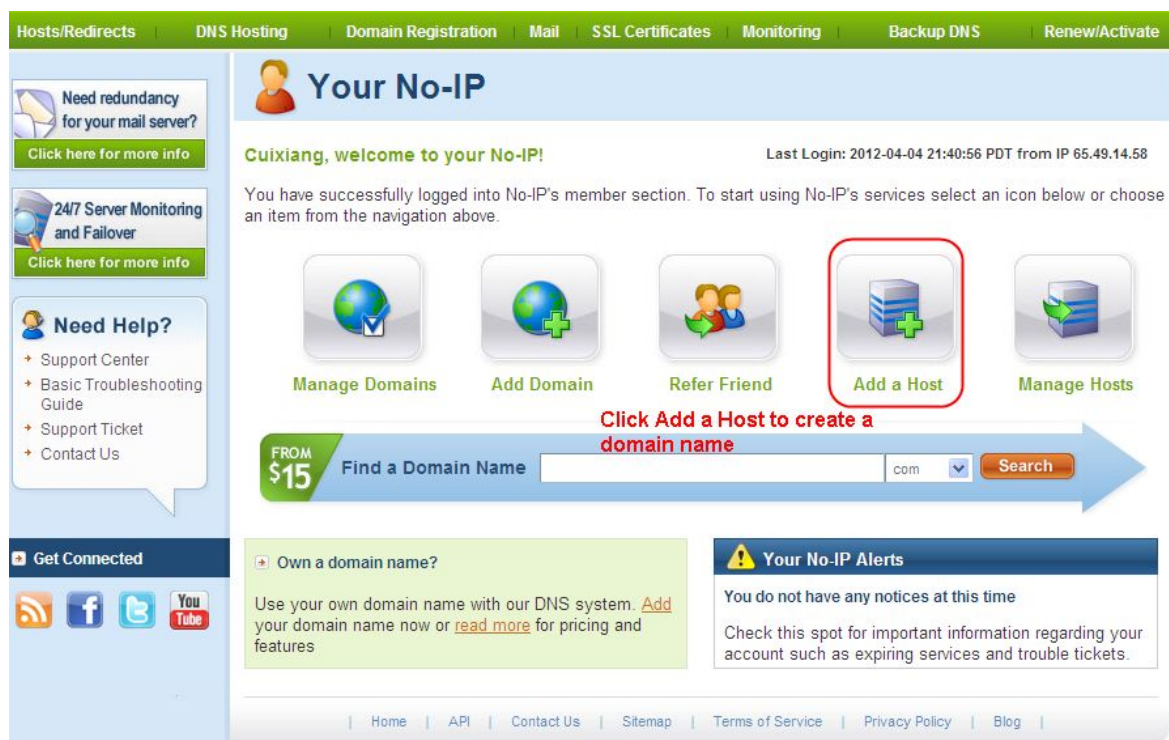 Hosts/Redirects
DNS Hosting
Domain Registration
Mail
SSL Certificates
Monitoring
Backup DNS
Renew/Activate
Need redundancy
for your mail server?
Click here for more info
24/7 Server Monitoring
and Failover
Click here for more info
Need Help?
Support Center
Basic Troubleshooting
Guide
Support Ticket
Contact Us
Get Connected
You
Tube
Your No-IP
Cuixiang, welcome to your No-IP!
Last Login: 2012-04-04 21:40:56 PDT from IP 65.49.14.58
You have successfully logged into No-IP's member section. To start using No-IP's services select an icon below or choose
an item from the navigation above.
Manage Domains
Add Domain
Refer Friend
Add a Host
Manage Hosts
Click Add a Host to create a
domain name
FROM
$15
Find a Domain Name
com
Search
Own a domain name?
Use your own domain name with our DNS system. Add
your domain name now or read more for pricing and
features
Your No-IP Alerts
You do not have any notices at this time
Check this spot for important information regarding your
account such as expiring services and trouble tickets.
| Home | API | Contact Us | Sitemap | Terms of Service | Privacy Policy | Blog |